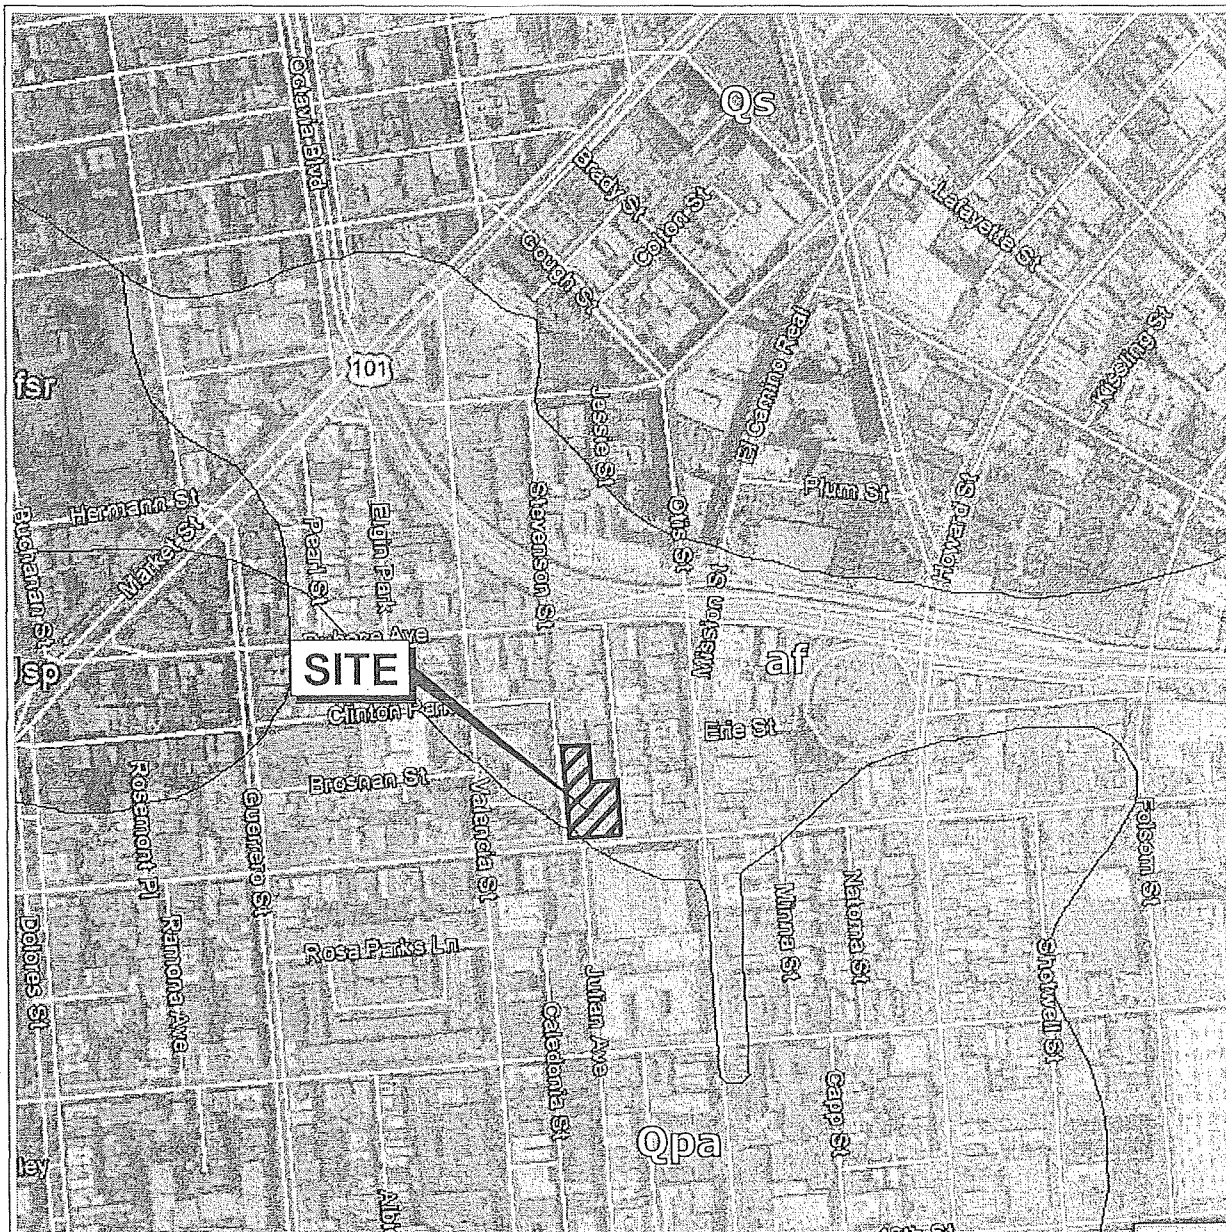 Octavia Blvd
Qs
Brady St
Colton St
Lafayette St
Gough St
El Camino Real
Kissling St
101
fsr
Jessie St
Hermann St
Market St
Buchanan St
Pearl St
Elgin Park
Stevenson St
Otis St
Plum St
Howard St
Mission St
Ave
SITE
af
sp
Clinton Park
Erie St
Brosnan St
Rosemont Pl
Guerrero St
Valencia St
Folsom St
Minna St
Natoma St
Dolores St
Ramona Ave
Rosa Parks Ln
Julian Ave
Caledonia St
Shotwell St
Capp St
Qpa
ley